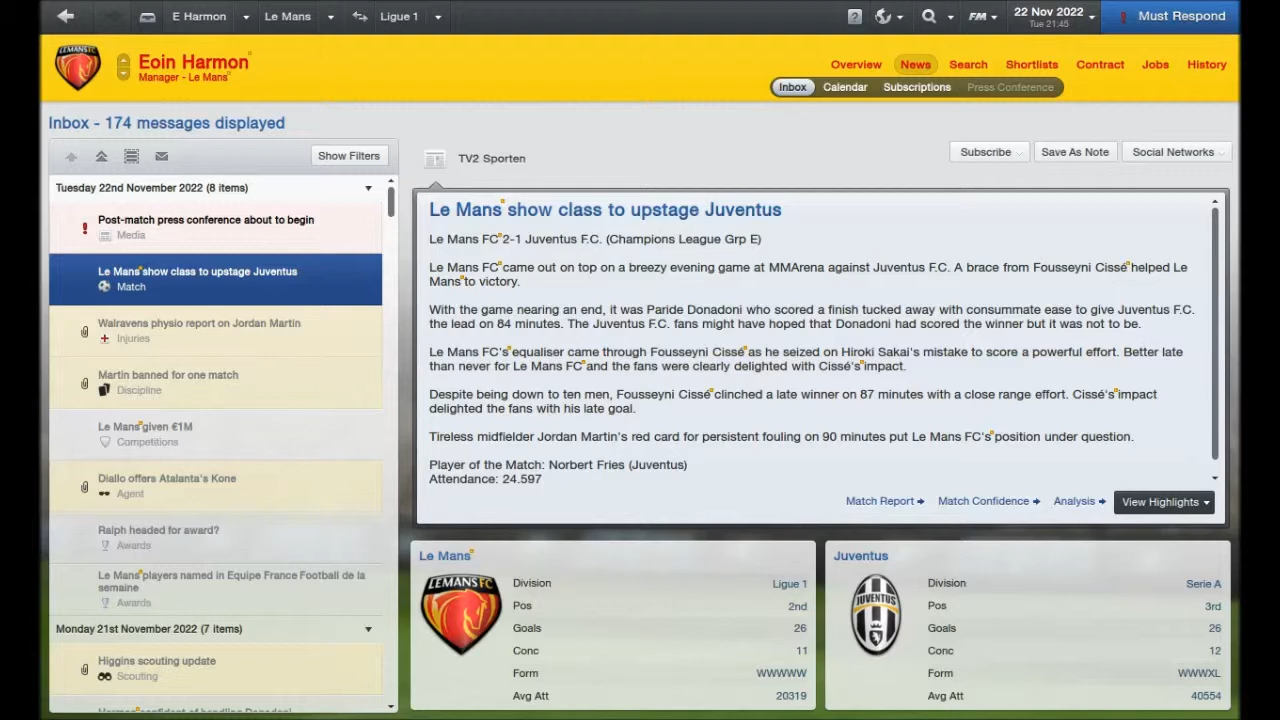 E Harmon
Le Mans
Ligue 1
?
FM
22 Nov 2022
Tue 21:45
! Must Respond
LE MANS FC
Eoin Harmon
Manager - Le Mans
Overview
News
Search
Shortlists
Contract
Jobs
History
Inbox
Calendar
Subscriptions
Press Conference
Inbox - 174 messages displayed
Show Filters
Tuesday 22nd November 2022 (8 items)
Post-match press conference about to begin
Media
Le Mans show class to upstage Juventus
Match
Walravens physio report on Jordan Martin
Injuries
Martin banned for one match
Discipline
Le Mans given €1M
Competitions
Diallo offers Atalanta's Kone
Agent
Ralph headed for award?
Awards
Le Mans players named in Equipe France Football de la
semaine
Awards
Monday 21st November 2022 (7 items)
Higgins scouting update
Scouting
TV2 Sporten
Subscribe
Save As Note
Social Networks
Le Mans show class to upstage Juventus
Le Mans FC 2-1 Juventus F.C. (Champions League Grp E)
Le Mans FC came out on top on a breezy evening game at MMArena against Juventus F.C. A brace from Fousseyni Cissé helped Le
Mans to victory.
With the game nearing an end, it was Paride Donadoni who scored a finish tucked away with consummate ease to give Juventus F.C.
the lead on 84 minutes. The Juventus F.C. fans might have hoped that Donadoni had scored the winner but it was not to be.
Le Mans FC's equaliser came through Fousseyni Cissé as he seized on Hiroki Sakai's mistake to score a powerful effort. Better late
than never for Le Mans FC and the fans were clearly delighted with Cissé's impact.
Despite being down to ten men, Fousseyni Cissé clinched a late winner on 87 minutes with a close range effort. Cissé's impact
delighted the fans with his late goal.
Tireless midfielder Jordan Martin's red card for persistent fouling on 90 minutes put Le Mans FC's position under question.
Player of the Match: Norbert Fries (Juventus)
Attendance: 24.597
Match Report
Match Confidence
Analysis
View Highlights
Le Mans
LEMANS FC
Division Ligue 1
Pos 2nd
Goals 26
Conc 11
Form WWWWW
Avg Att 20319
Juventus
JUVENTUS
Division Serie A
Pos 3rd
Goals 26
Conc 12
Form WWWXL
Avg Att 40554